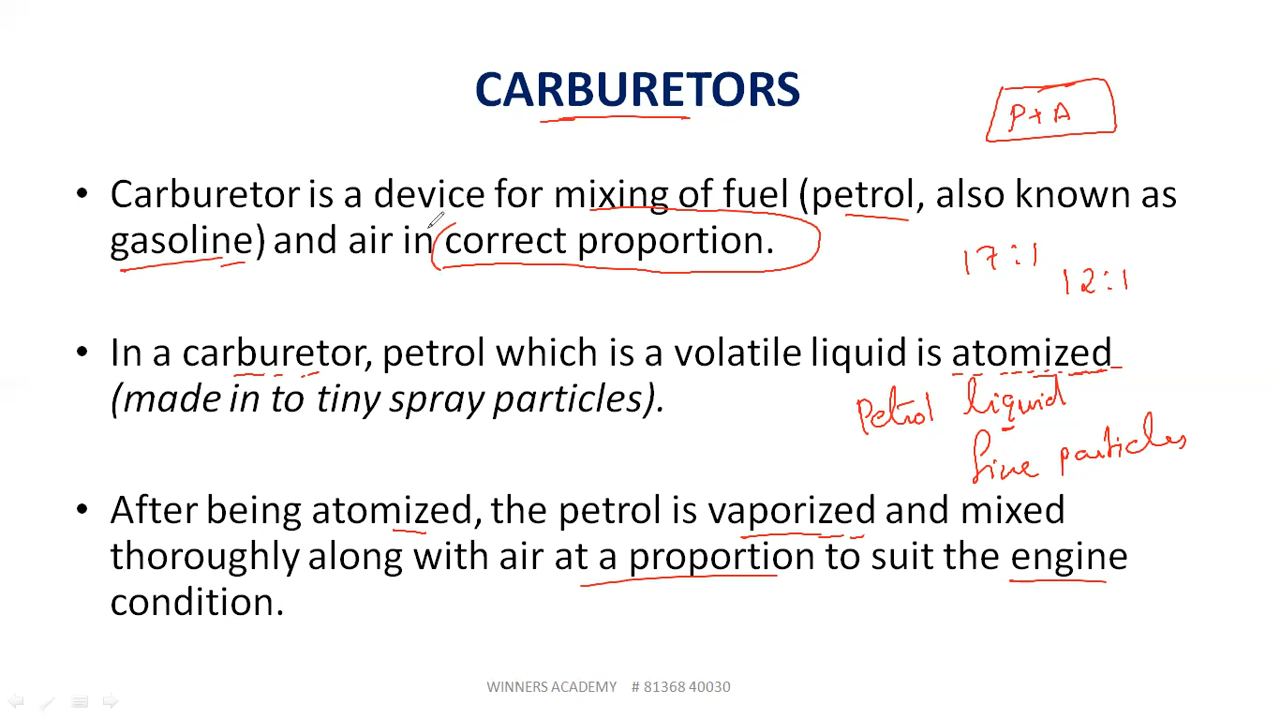 CARBURETORS
P+A
• Carburetor is a device for mixing of fuel (petrol, also known as
gasoline) and air in correct proportion.
17:1
12:1
• In a carburetor, petrol which is a volatile liquid is atomized
(made in to tiny spray particles).
Petrol liquid
fine particles
• After being atomized, the petrol is vaporized and mixed
thoroughly along with air at a proportion to suit the engine
condition.
WINNERS ACADEMY # 81368 40030